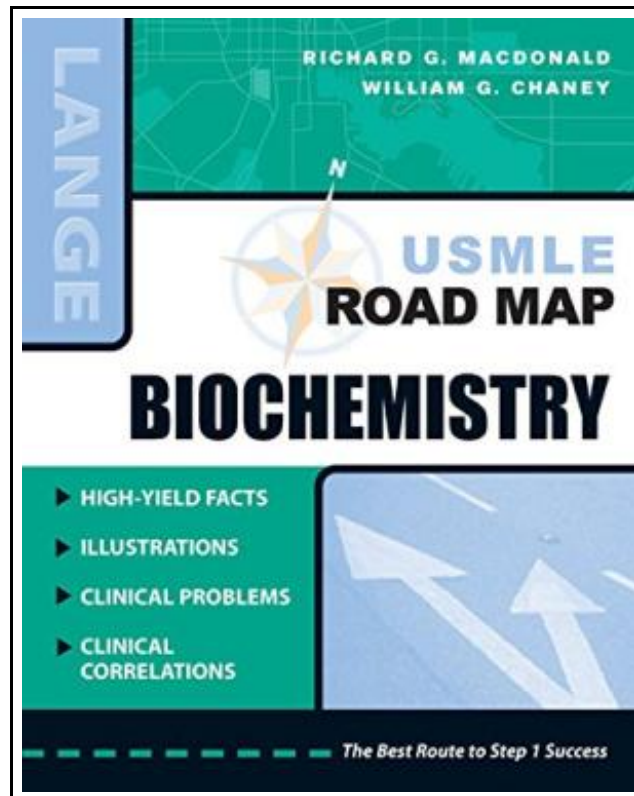 LANGE
RICHARD G. MACDONALD
WILLIAM G. CHANEY
N
USMLE
ROAD MAP
BIOCHEMISTRY
HIGH-YIELD FACTS
ILLUSTRATIONS
CLINICAL PROBLEMS
CLINICAL
CORRELATIONS
The Best Route to Step 1 Success